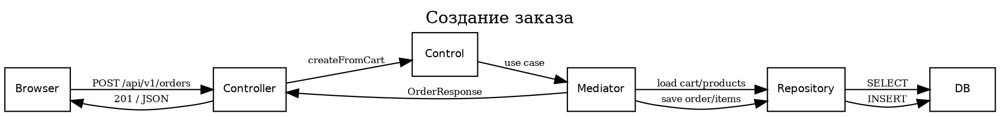 Создание заказа
Control
createFromCart
use case
Browser
POST /api/v1/orders
201 / JSON
Controller
OrderResponse
Mediator
load cart/products
save order/items
Repository
SELECT
INSERT
DB